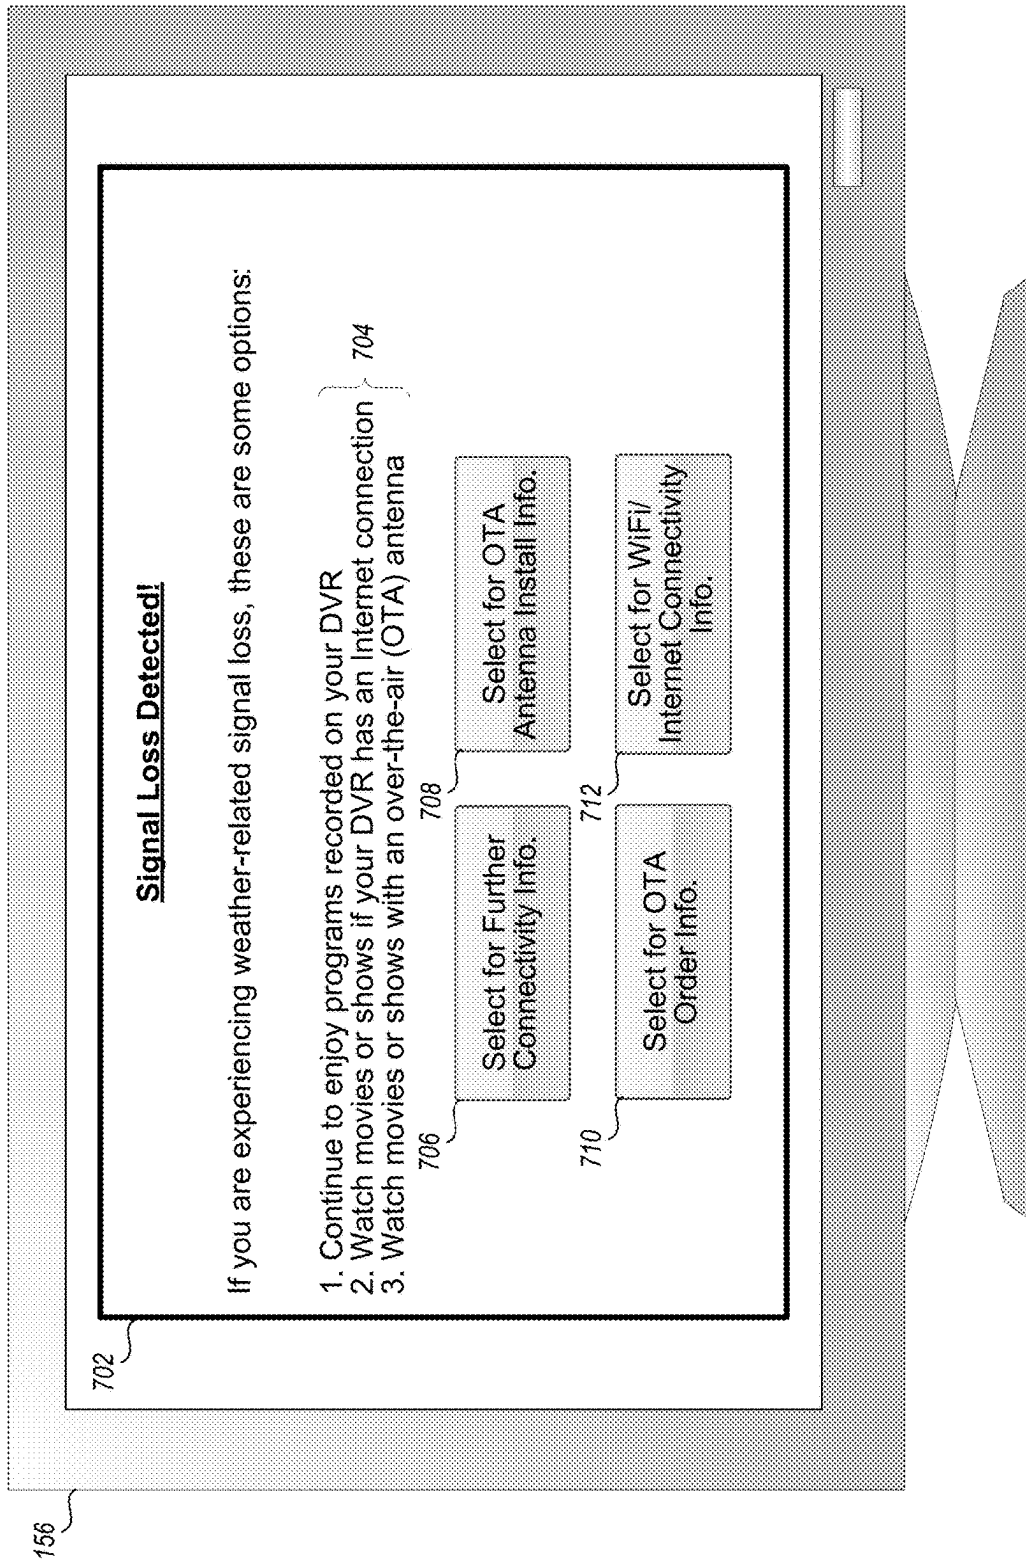 156
702
Signal Loss Detected!
If you are experiencing weather-related signal loss, these are some options:
1. Continue to enjoy programs recorded on your DVR
2. Watch movies or shows if your DVR has an Internet connection
3. Watch movies or shows with an over-the-air (OTA) antenna
704
706
Select for Further
Connectivity Info.
708
Select for OTA
Antenna Install Info.
710
Select for OTA
Order Info.
712
Select for WiFi/
Internet Connectivity
Info.